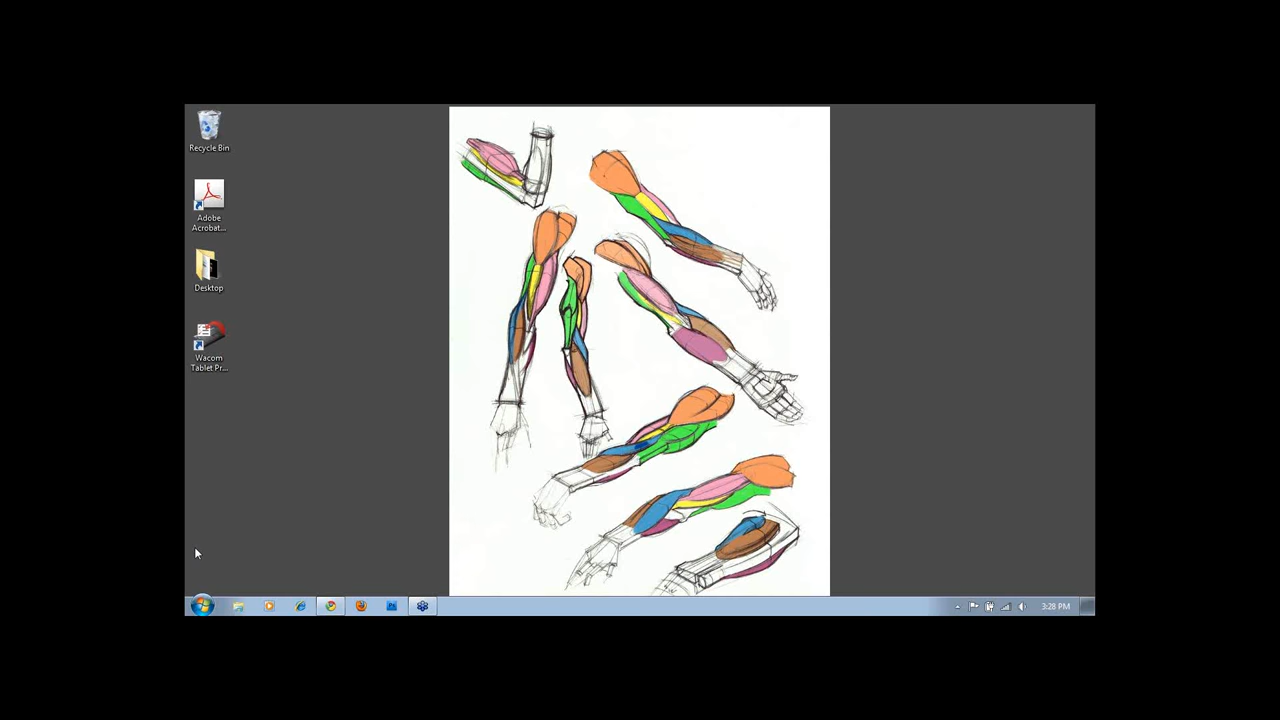 Recycle Bin
Adobe
Acrobat...
Desktop
Wacom
Tablet Pr...
3:28 PM